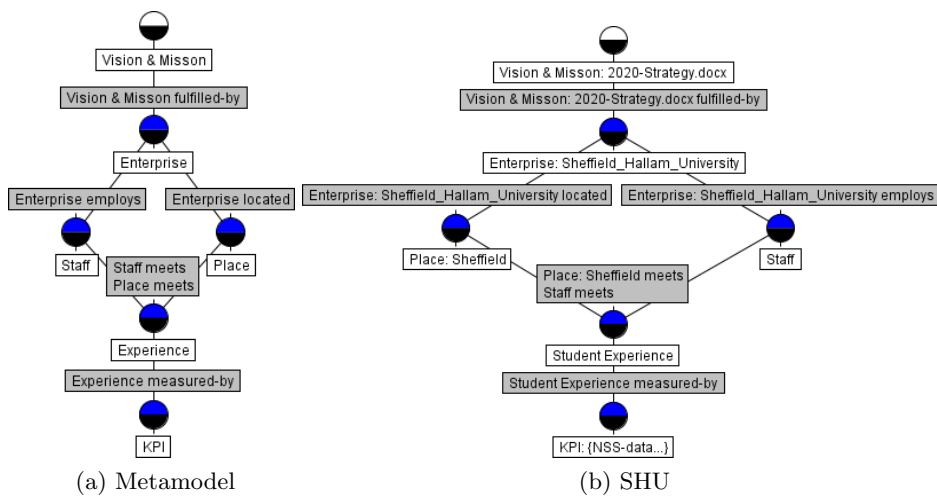 Vision & Misson
Vision & Misson fulfilled-by
Enterprise
Enterprise employs
Enterprise located
Staff
Place
Staff meets
Place meets
Experience
Experience measured-by
KPI
(a) Metamodel
Vision & Misson: 2020-Strategy.docx
Vision & Misson: 2020-Strategy.docx fulfilled-by
Enterprise: Sheffield_Hallam_University
Enterprise: Sheffield_Hallam_University located
Enterprise: Sheffield_Hallam_University employs
Place: Sheffield
Staff
Place: Sheffield meets
Staff meets
Student Experience
Student Experience measured-by
KPI: {NSS-data...}
(b) SHU